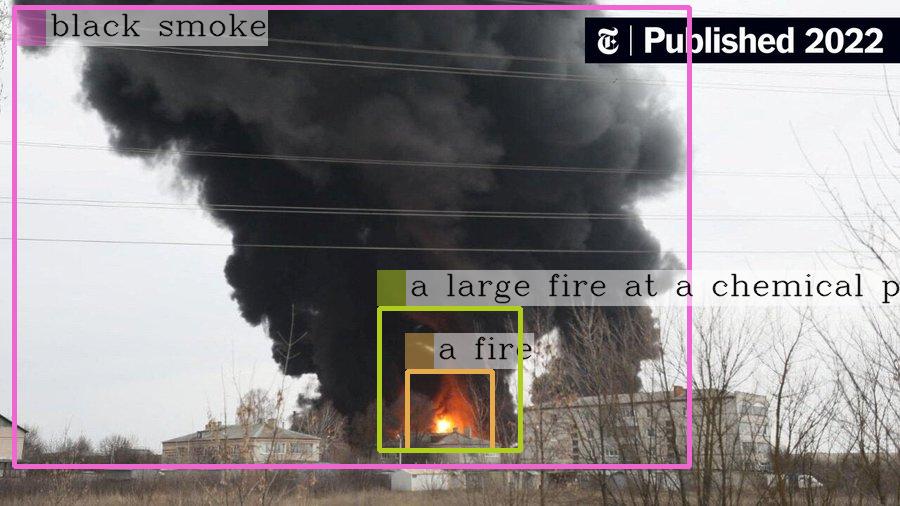 black smoke
T | Published 2022
a large fire at a chemical p
a fire